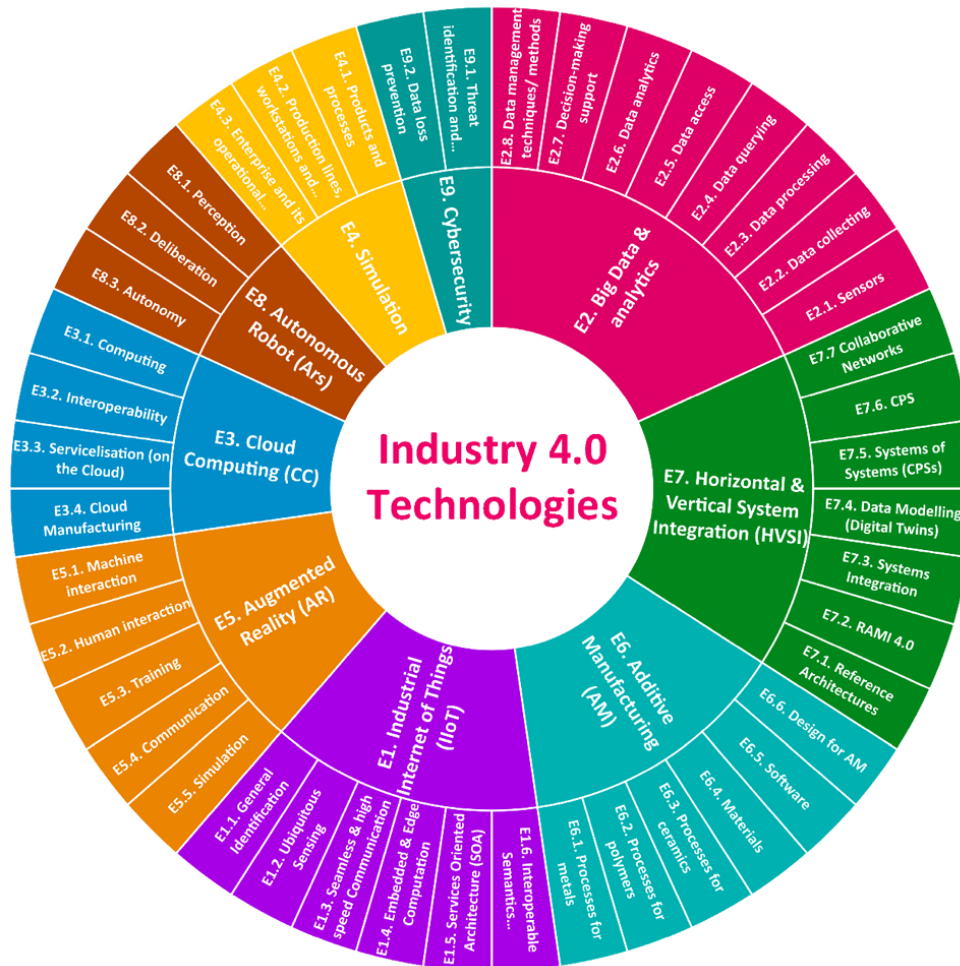 Industry 4.0
Technologies
E2. Big Data &
analytics
E2.8. Data management
techniques/ methods
E2.7. Decision-making
support
E2.6. Data analytics
E2.5. Data access
E2.4. Data querying
E2.3. Data processing
E2.2. Data collecting
E2.1. Sensors
E7. Horizontal &
Vertical System
Integration (HVSI)
E7.7 Collaborative
Networks
E7.6. CPS
E7.5. Systems of
Systems (CPSs)
E7.4. Data Modelling
(Digital Twins)
E7.3. Systems
Integration
E7.2. RAMI 4.0
E7.1. Reference
Architectures
E6. Additive
Manufacturing
(AM)
E6.6. Design for AM
E6.5. Software
E6.4. Materials
E6.3. Processes for
ceramics
E6.2. Processes for
polymers
E6.1. Processes for
metals
E1. Industrial
Internet of Things
(IIoT)
E1.6. Interoperable
Semantics...
E1.5. Services Oriented
Architecture (SOA)
E1.4. Embedded & Edge
Computation
E1.3. Seamless & high
speed Communication
E1.2. Ubiquitous
Sensing
E1.1. General
Identification
E5. Augmented
Reality (AR)
E5.5. Simulation
E5.4. Communication
E5.3. Training
E5.2. Human interaction
E5.1. Machine
interaction
E3. Cloud
Computing (CC)
E3.4. Cloud
Manufacturing
E3.3. Servicelisation (on
the Cloud)
E3.2. Interoperability
E3.1. Computing
E8. Autonomous
Robot (Ars)
E8.3. Autonomy
E8.2. Deliberation
E8.1. Perception
E4. Simulation
E4.3. Enterprise and its
operational...
E4.2. Production lines,
workstations and...
E4.1. Products and
processes
E9. Cybersecurity
E9.2. Data loss
prevention
E9.1. Threat
identification and...